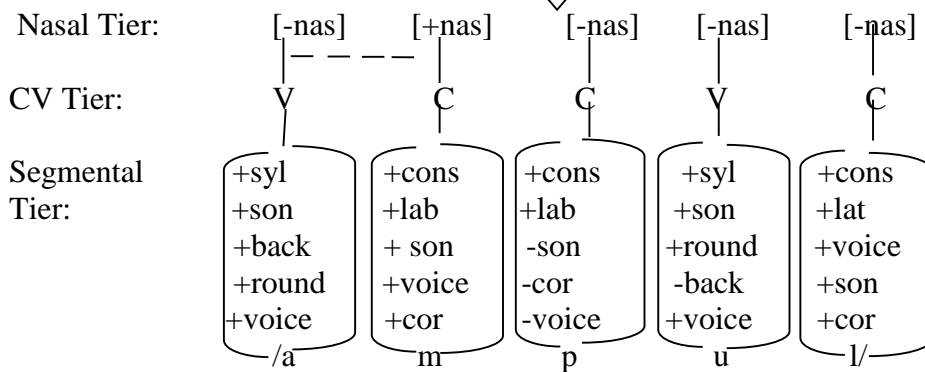 Nasal Tier: [-nas] [+nas] [-nas] [-nas] [-nas]
CV Tier: V C C V C
Segmental +syl +cons +cons +syl +cons
Tier: +son +lab +lab +son +lat
+back + son -son +round +voice
+round +voice -cor -back +son
+voice +cor -voice +voice +cor
/a m p u l/